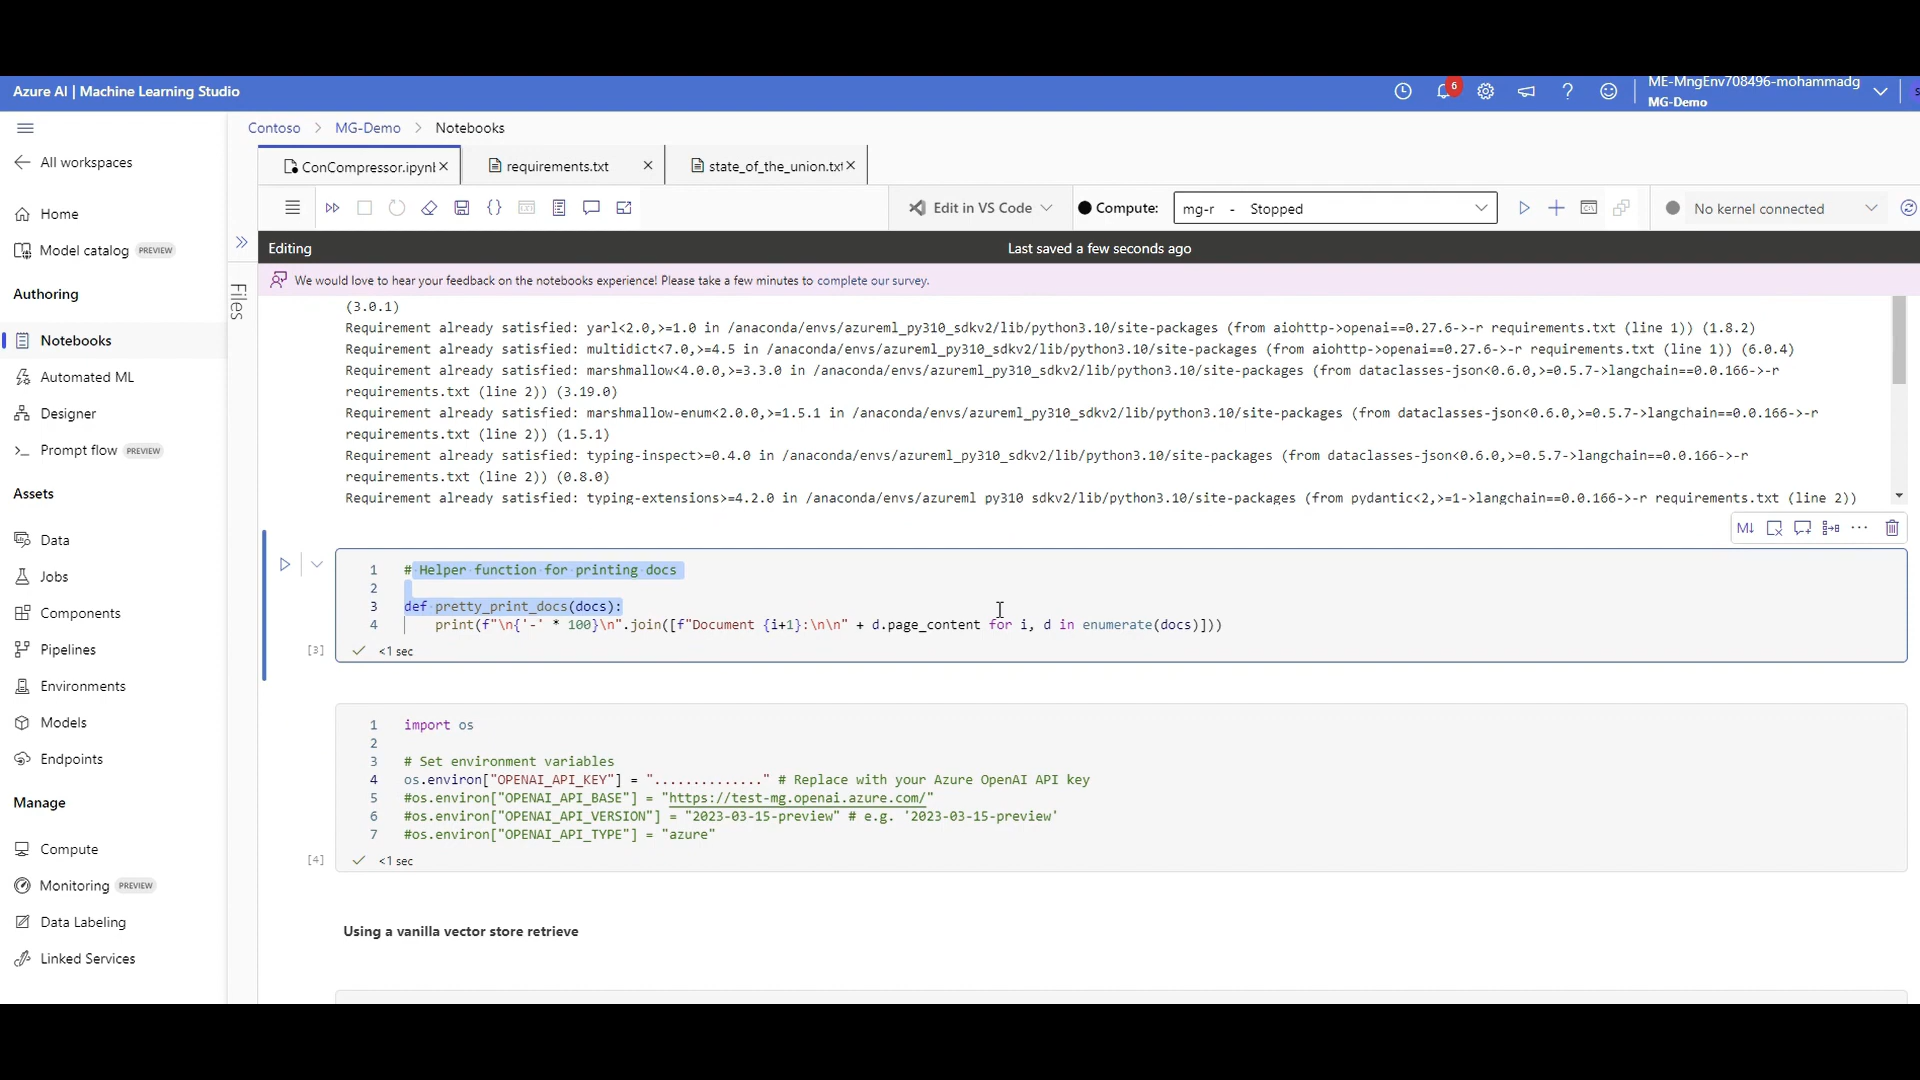 Azure AI | Machine Learning Studio
6
ME-MngEnv708496-mohammadg
MG-Demo
All workspaces
Home
Model catalog PREVIEW
Authoring
Notebooks
Automated ML
Designer
Prompt flow PREVIEW
Assets
Data
Jobs
Components
Pipelines
Environments
Models
Endpoints
Manage
Compute
Monitoring PREVIEW
Data Labeling
Linked Services
Contoso > MG-Demo > Notebooks
Files
ConCompressor.ipynb
requirements.txt
state_of_the_union.txt
Edit in VS Code
Compute:
mg-r - Stopped
No kernel connected
Editing
Last saved a few seconds ago
We would love to hear your feedback on the notebooks experience! Please take a few minutes to complete our survey.
(3.0.1)
Requirement already satisfied: yarl<2.0,>=1.0 in /anaconda/envs/azureml_py310_sdkv2/lib/python3.10/site-packages (from aiohttp->openai==0.27.6->-r requirements.txt (line 1)) (1.8.2)
Requirement already satisfied: multidict<7.0,>=4.5 in /anaconda/envs/azureml_py310_sdkv2/lib/python3.10/site-packages (from aiohttp->openai==0.27.6->-r requirements.txt (line 1)) (6.0.4)
Requirement already satisfied: marshmallow<4.0.0,>=3.3.0 in /anaconda/envs/azureml_py310_sdkv2/lib/python3.10/site-packages (from dataclasses-json<0.6.0,>=0.5.7->langchain==0.0.166->-r
requirements.txt (line 2)) (3.19.0)
Requirement already satisfied: marshmallow-enum<2.0.0,>=1.5.1 in /anaconda/envs/azureml_py310_sdkv2/lib/python3.10/site-packages (from dataclasses-json<0.6.0,>=0.5.7->langchain==0.0.166->-r
requirements.txt (line 2)) (1.5.1)
Requirement already satisfied: typing-inspect>=0.4.0 in /anaconda/envs/azureml_py310_sdkv2/lib/python3.10/site-packages (from dataclasses-json<0.6.0,>=0.5.7->langchain==0.0.166->-r
requirements.txt (line 2)) (0.8.0)
Requirement already satisfied: typing-extensions>=4.2.0 in /anaconda/envs/azureml_py310_sdkv2/lib/python3.10/site-packages (from pydantic<2,>=1->langchain==0.0.166->-r requirements.txt (line 2))
1 # Helper function for printing docs
2
3 def pretty_print_docs(docs):
4 print(f"\n{'-' * 100}\n".join([f"Document {i+1}:\n\n" + d.page_content for i, d in enumerate(docs)]))
[3] <1 sec
1 import os
2
3 # Set environment variables
4 os.environ["OPENAI_API_KEY"] = ".............." # Replace with your Azure OpenAI API key
5 #os.environ["OPENAI_API_BASE"] = "https://test-mg.openai.azure.com/"
6 #os.environ["OPENAI_API_VERSION"] = "2023-03-15-preview" # e.g. '2023-03-15-preview'
7 #os.environ["OPENAI_API_TYPE"] = "azure"
[4] <1 sec
Using a vanilla vector store retrieve